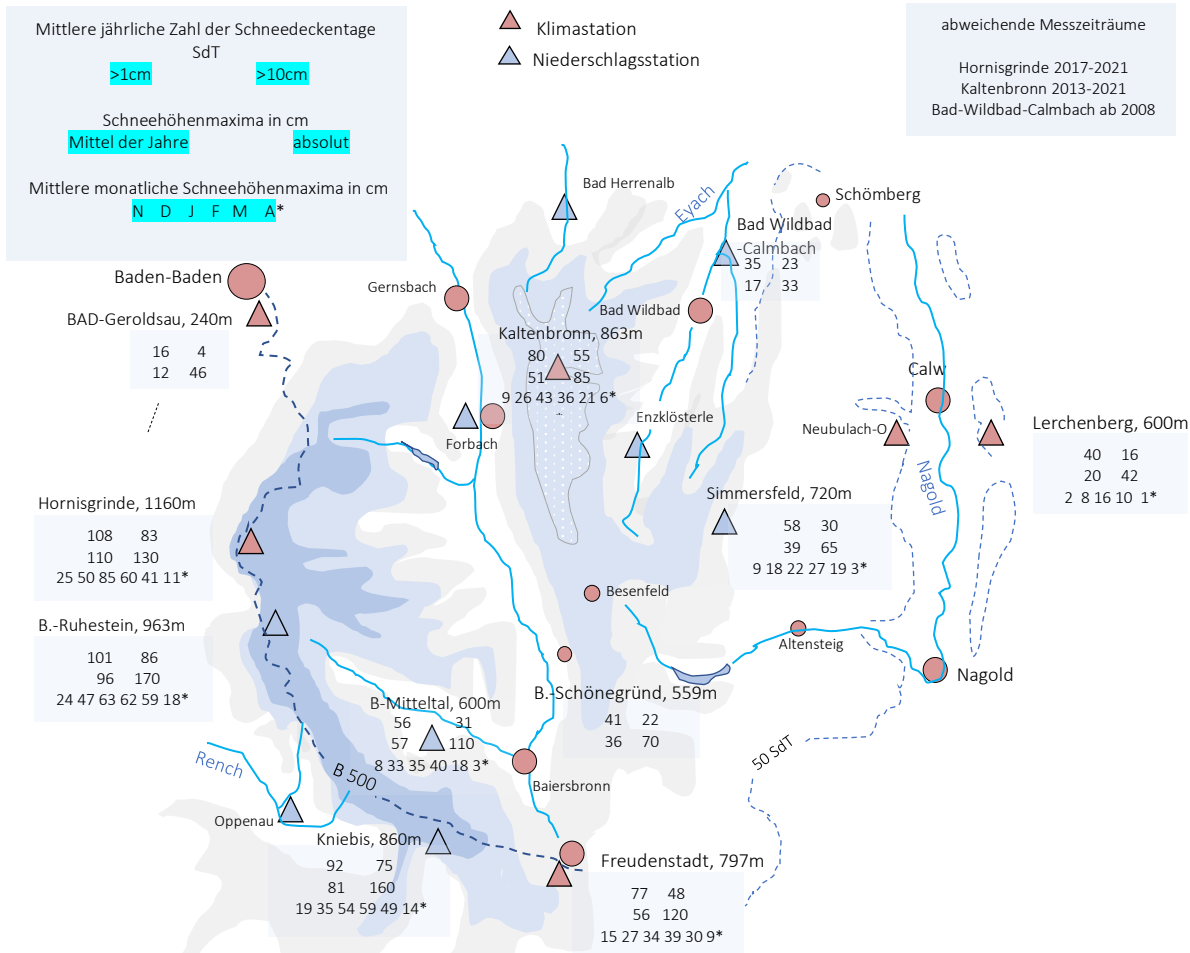 Mittlere jährliche Zahl der Schneedeckentage
SdT
>1cm >10cm
Schneehöhenmaxima in cm
Mittel der Jahre absolut
Mittlere monatliche Schneehöhenmaxima in cm
N D J F M A*
Klimastation
Niederschlagsstation
abweichende Messzeiträume
Hornisgrinde 2017-2021
Kaltenbronn 2013-2021
Bad-Wildbad-Calmbach ab 2008
Bad Herrenalb
Eyach
Schömberg
Bad Wildbad
-Calmbach
35 23
17 33
Baden-Baden
Gernsbach
Bad Wildbad
BAD-Geroldsau, 240m
16 4
12 46
Kaltenbronn, 863m
80 55
51 85
9 26 43 36 21 6*
Calw
Enzklösterle
Forbach
Neubulach-O
Lerchenberg, 600m
40 16
20 42
2 8 16 10 1*
Nagold
Hornisgrinde, 1160m
108 83
110 130
25 50 85 60 41 11*
Simmersfeld, 720m
58 30
39 65
9 18 22 27 19 3*
Besenfeld
B.-Ruhestein, 963m
101 86
96 170
24 47 63 62 59 18*
Altensteig
Nagold
B.-Schönegründ, 559m
41 22
36 70
B-Mitteltal, 600m
56 31
57 110
8 33 35 40 18 3*
50 SdT
Rench
B 500
Baiersbronn
Oppenau
Kniebis, 860m
92 75
81 160
19 35 54 59 49 14*
Freudenstadt, 797m
77 48
56 120
15 27 34 39 30 9*